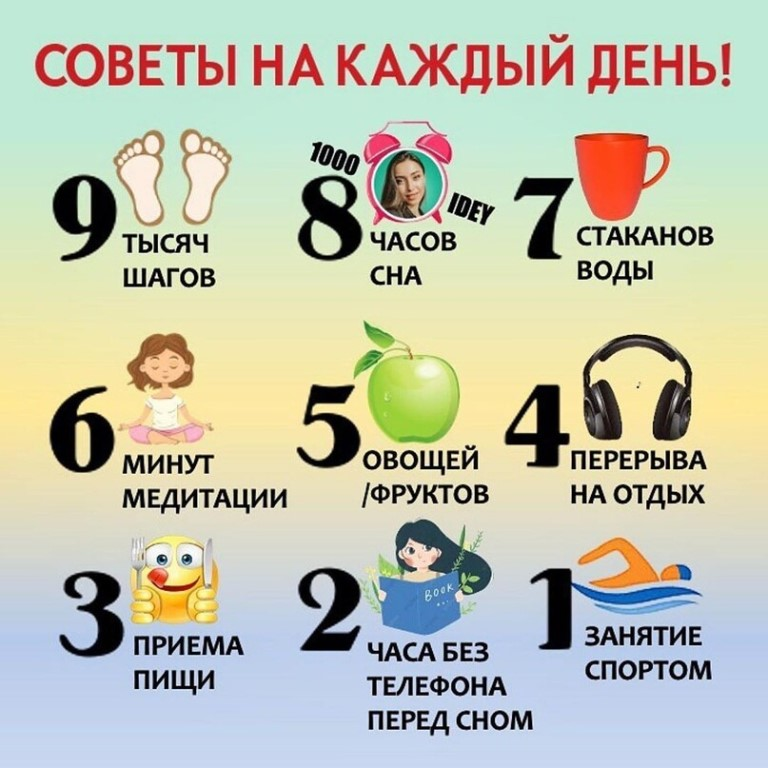 СОВЕТЫ НА КАЖДЫЙ ДЕНЬ!
9
ТЫСЯЧ
ШАГОВ
1000
IDEY
8
ЧАСОВ
СНА
7
СТАКАНОВ
ВОДЫ
6
МИНУТ
МЕДИТАЦИИ
5
ОВОЩЕЙ
/ФРУКТОВ
4
ПЕРЕРЫВА
НА ОТДЫХ
3
ПРИЕМА
ПИЩИ
BOOK
2
ЧАСА БЕЗ
ТЕЛЕФОНА
ПЕРЕД СНОМ
1
ЗАНЯТИЕ
СПОРТОМ